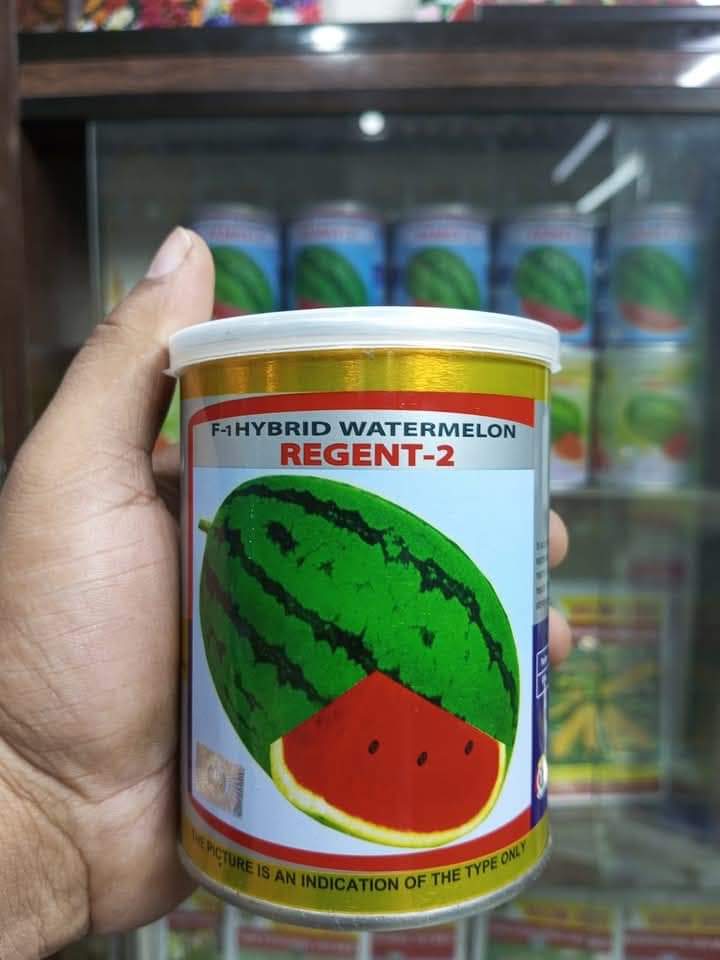 F-1 HYBRID WATERMELON
REGENT-2
THE PICTURE IS AN INDICATION OF THE TYPE ONLY